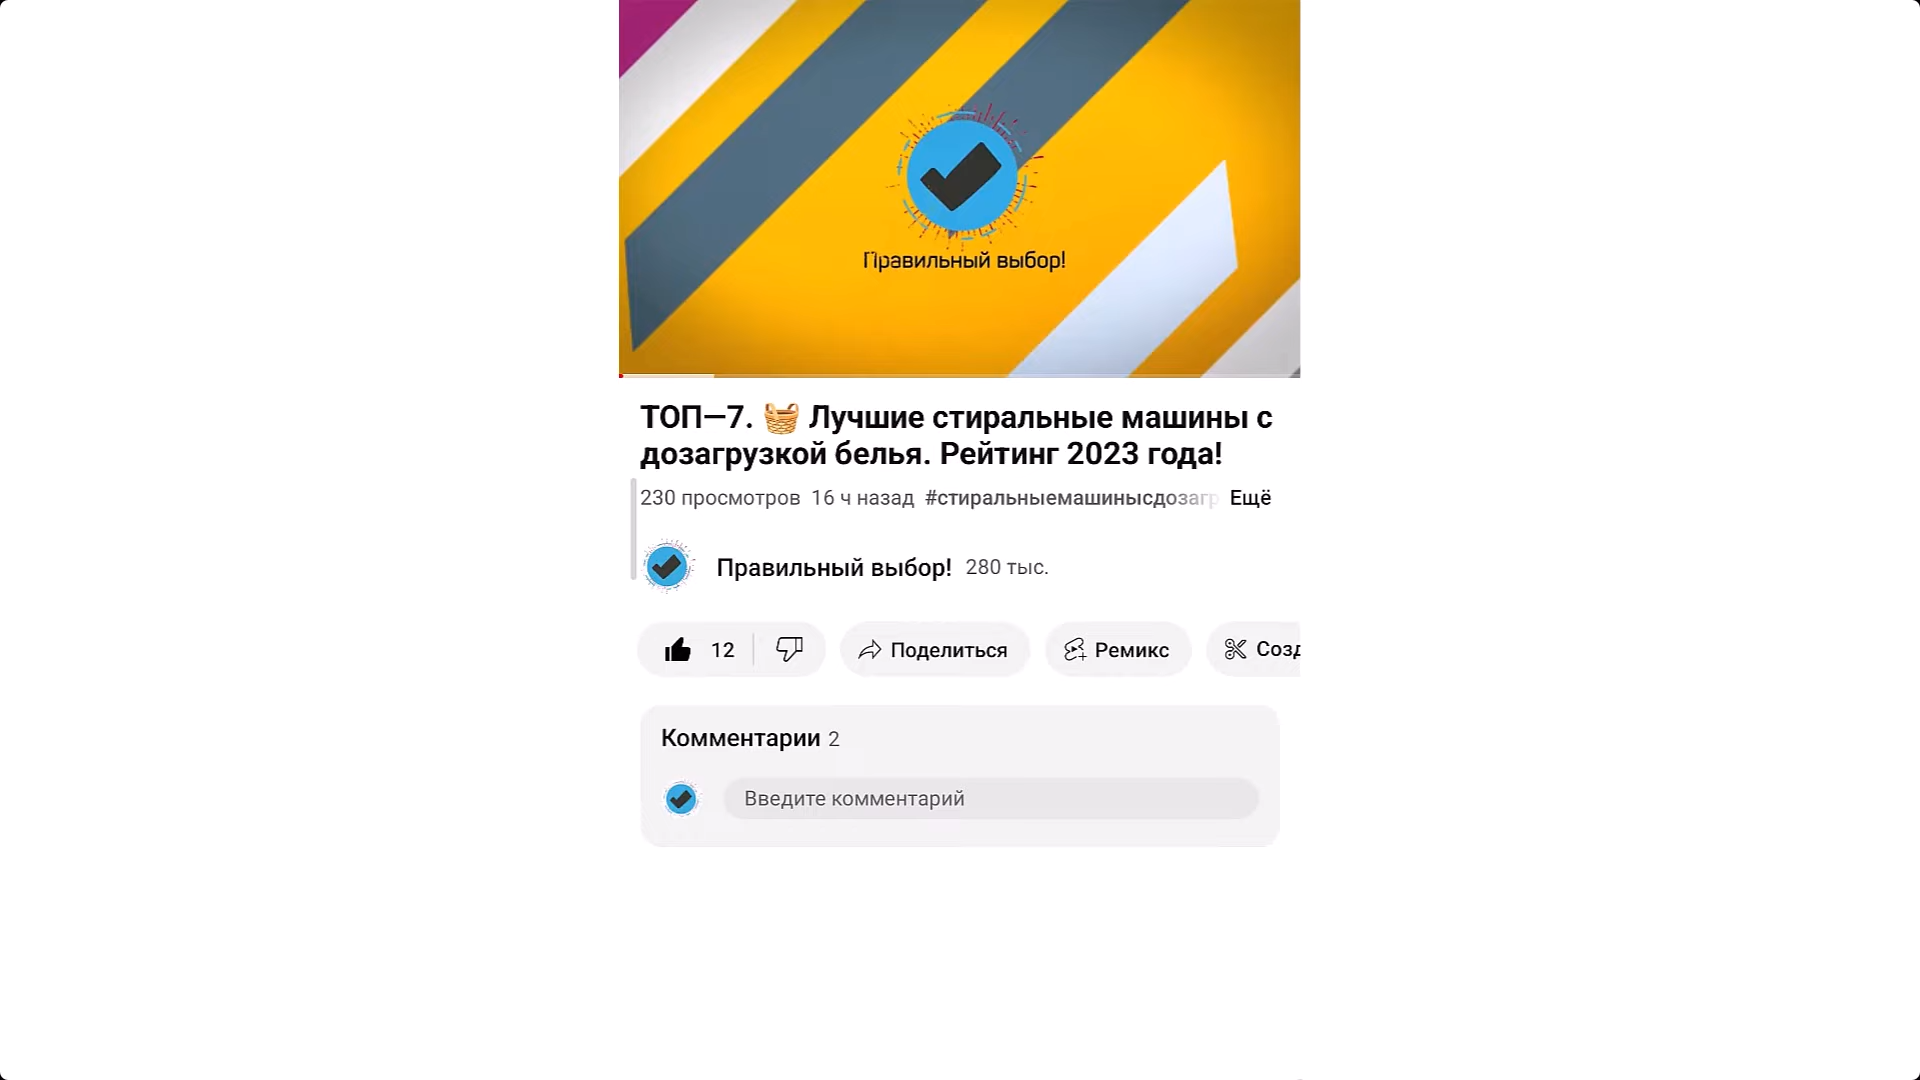 Правильный выбор!
ТОП—7. 🧺 Лучшие стиральные машины с
дозагрузкой белья. Рейтинг 2023 года!
230 просмотров 16 ч назад #стиральныемашинысдозагр Ещё
Правильный выбор! 280 тыс.
12 Поделиться Ремикс Созд
Комментарии 2
Введите комментарий